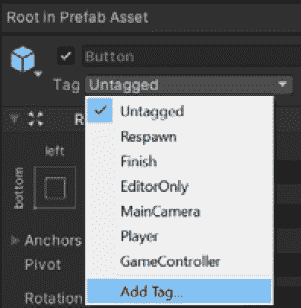 Root in Prefab Asset
Button
Tag Untagged
Untagged
R
left
Respawn
Finish
EditorOnly
bottom
MainCamera
Player
Anchors
GameController
Pivot
Add Tag...
Rotation